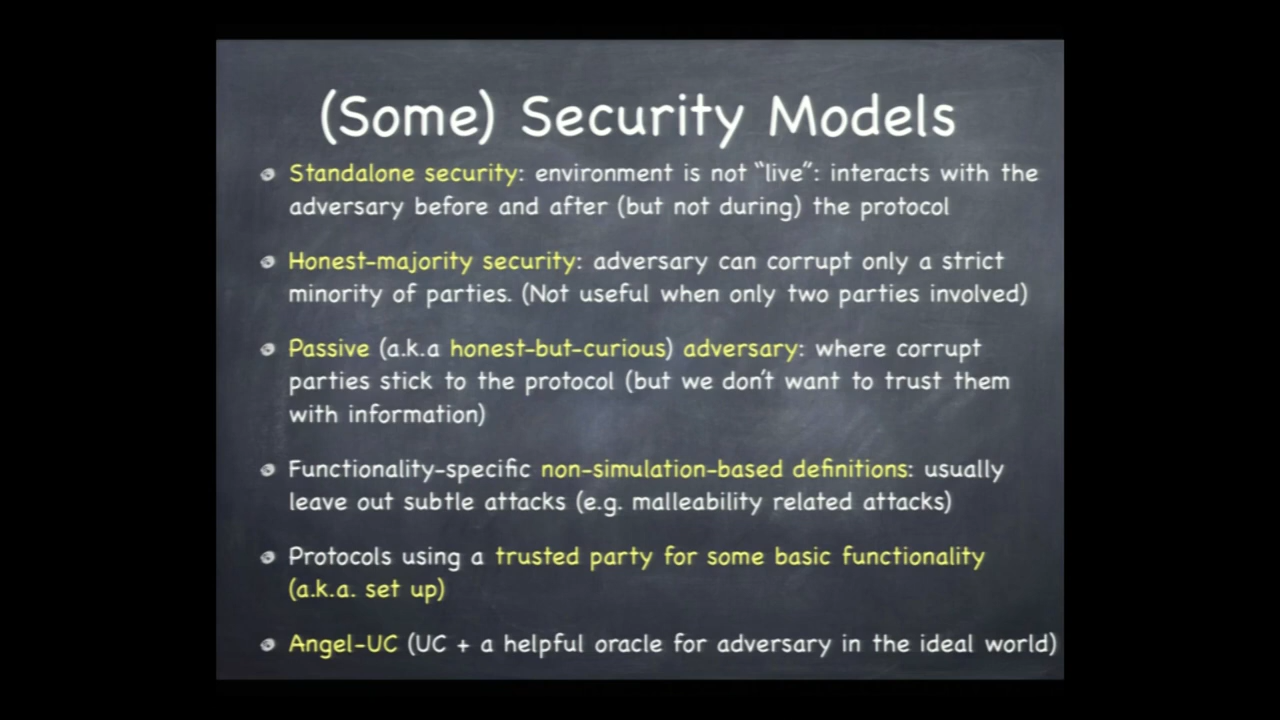 (Some) Security Models
Standalone security: environment is not “live”: interacts with the
adversary before and after (but not during) the protocol
Honest-majority security: adversary can corrupt only a strict
minority of parties. (Not useful when only two parties involved)
Passive (a.k.a honest-but-curious) adversary: where corrupt
parties stick to the protocol (but we don’t want to trust them
with information)
Functionality-specific non-simulation-based definitions: usually
leave out subtle attacks (e.g. malleability related attacks)
Protocols using a trusted party for some basic functionality
(a.k.a. set up)
Angel-UC (UC + a helpful oracle for adversary in the ideal world)